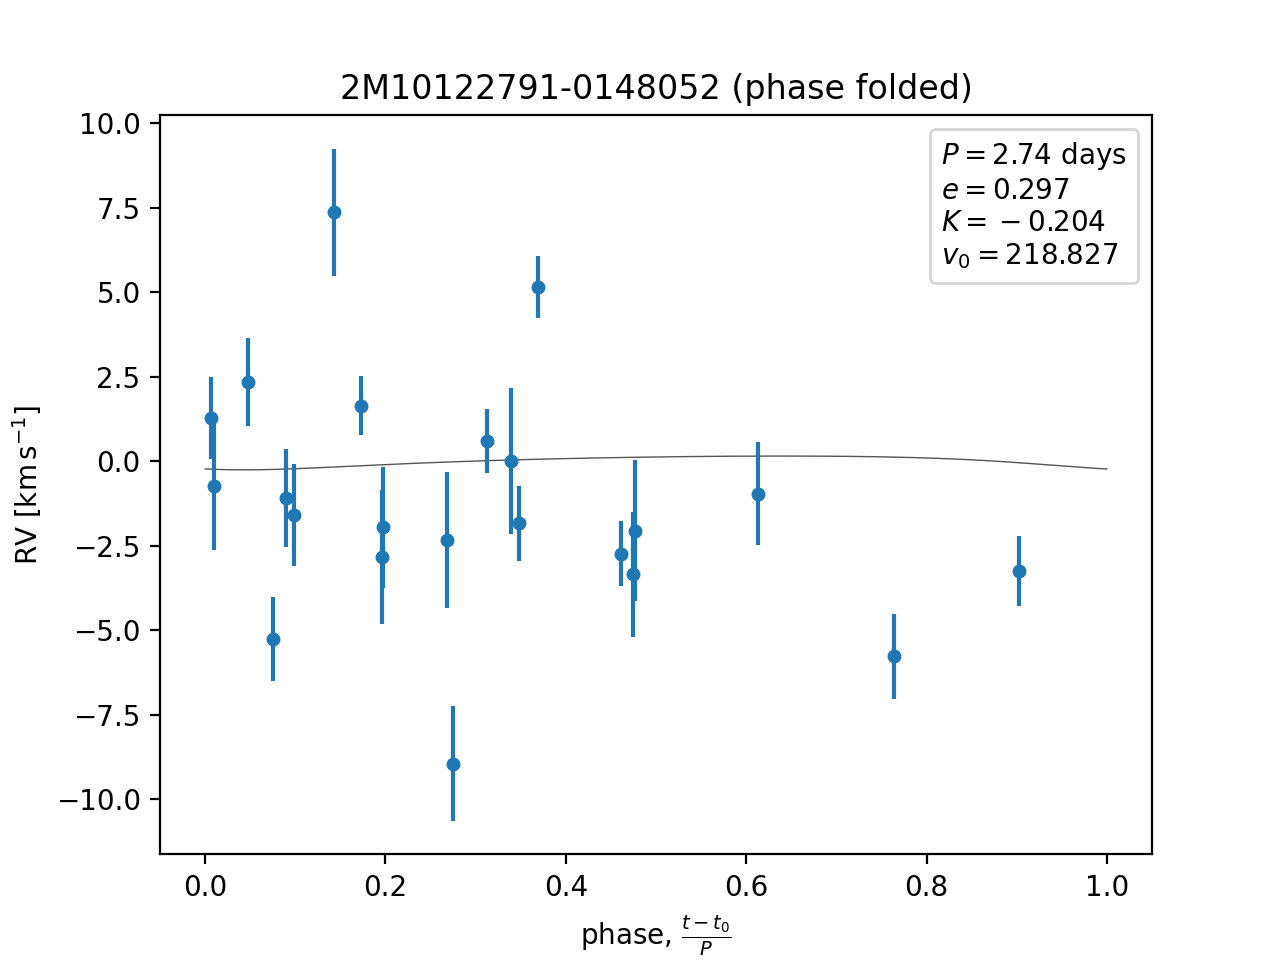 2M10122791-0148052 (phase folded)
P = 2.74 days
e = 0.297
K = −0.204
v₀ = 218.827
10.0
7.5
5.0
2.5
0.0
−2.5
−5.0
−7.5
−10.0
RV [km s⁻¹]
0.0 0.2 0.4 0.6 0.8 1.0
phase, (t − t₀)/P